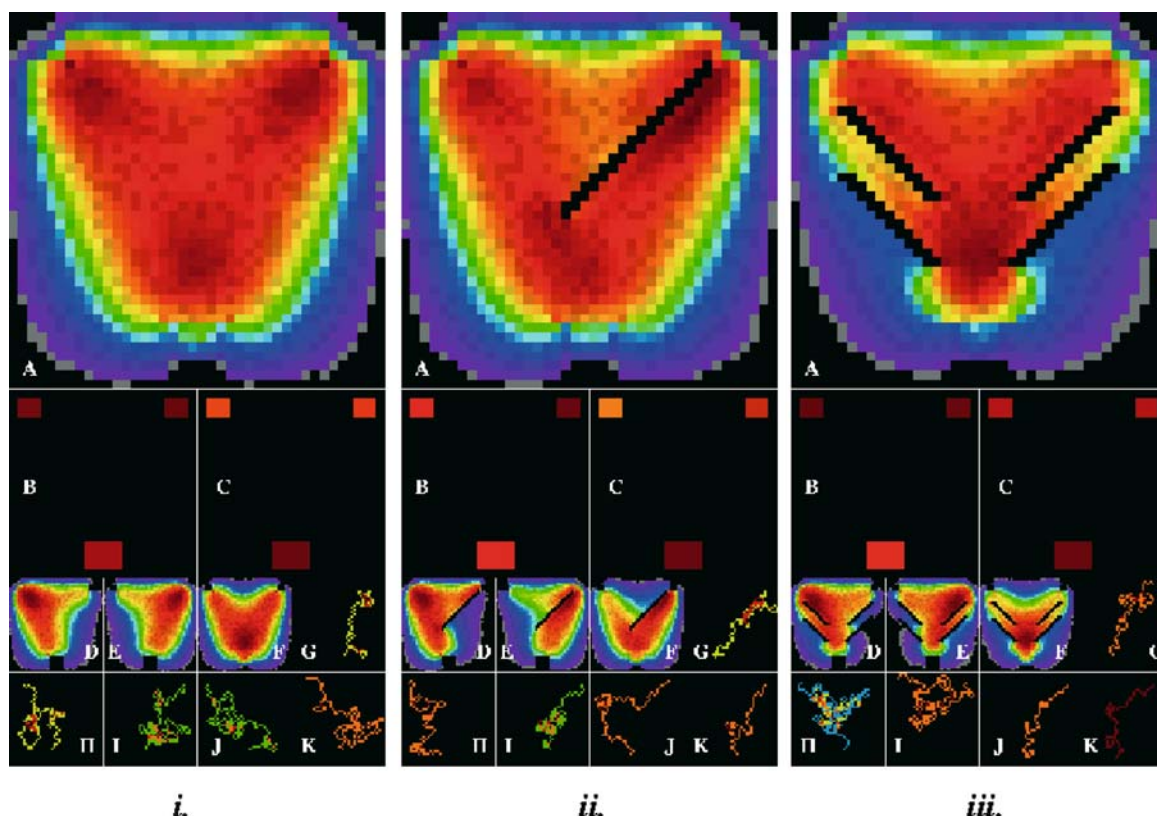 A A A
B C B C B C
D E F G D E F G D E F G
H I J K H I J K H I J K
i. ii. iii.